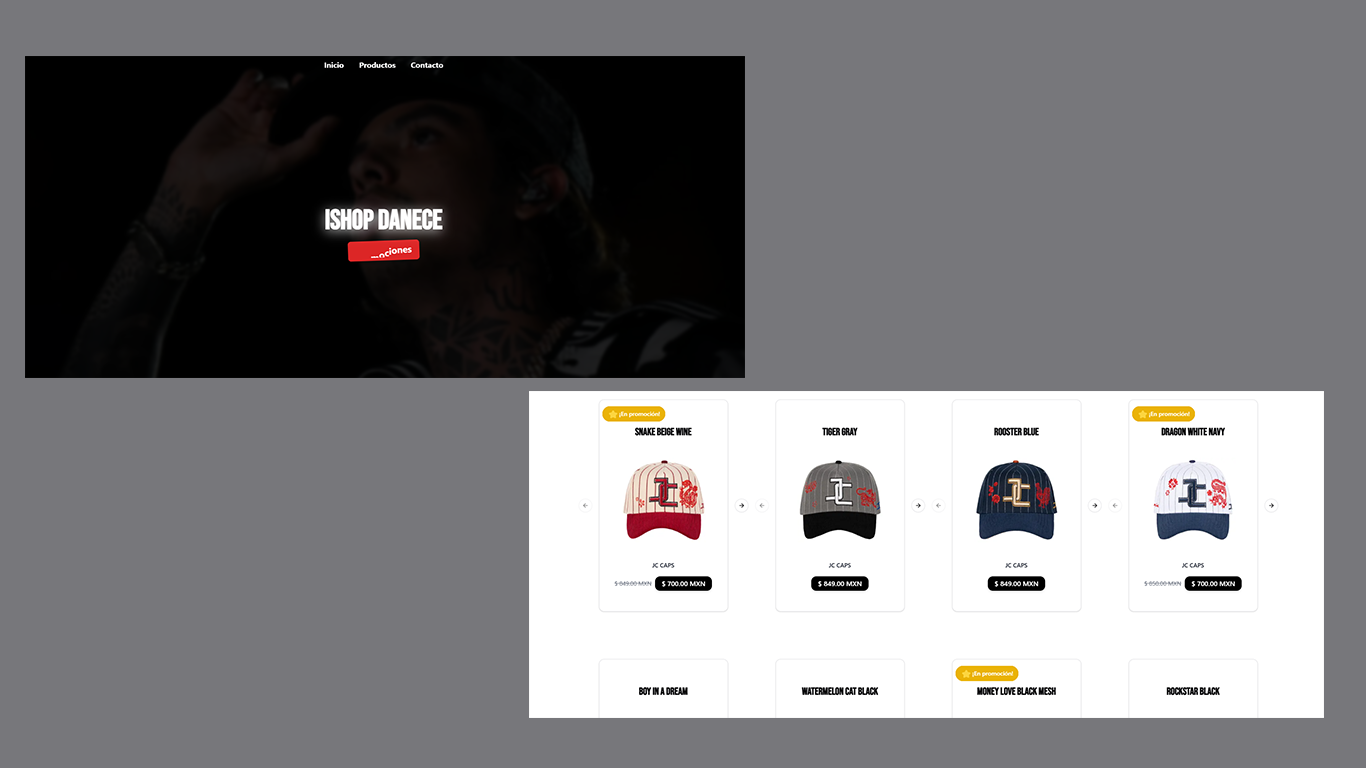 Inicio Productos Contacto
ISHOP DANECE
ciones
¡En promoción!
SNAKE BEIGE WINE
JC CAPS
$ 849.00 MXN $ 700.00 MXN
TIGER GRAY
JC CAPS
$ 849.00 MXN
ROOSTER BLUE
JC CAPS
$ 849.00 MXN
¡En promoción!
DRAGON WHITE NAVY
JC CAPS
$ 850.00 MXN $ 700.00 MXN
BOY IN A DREAM
WATERMELON CAT BLACK
¡En promoción!
MONEY LOVE BLACK MESH
ROCKSTAR BLACK